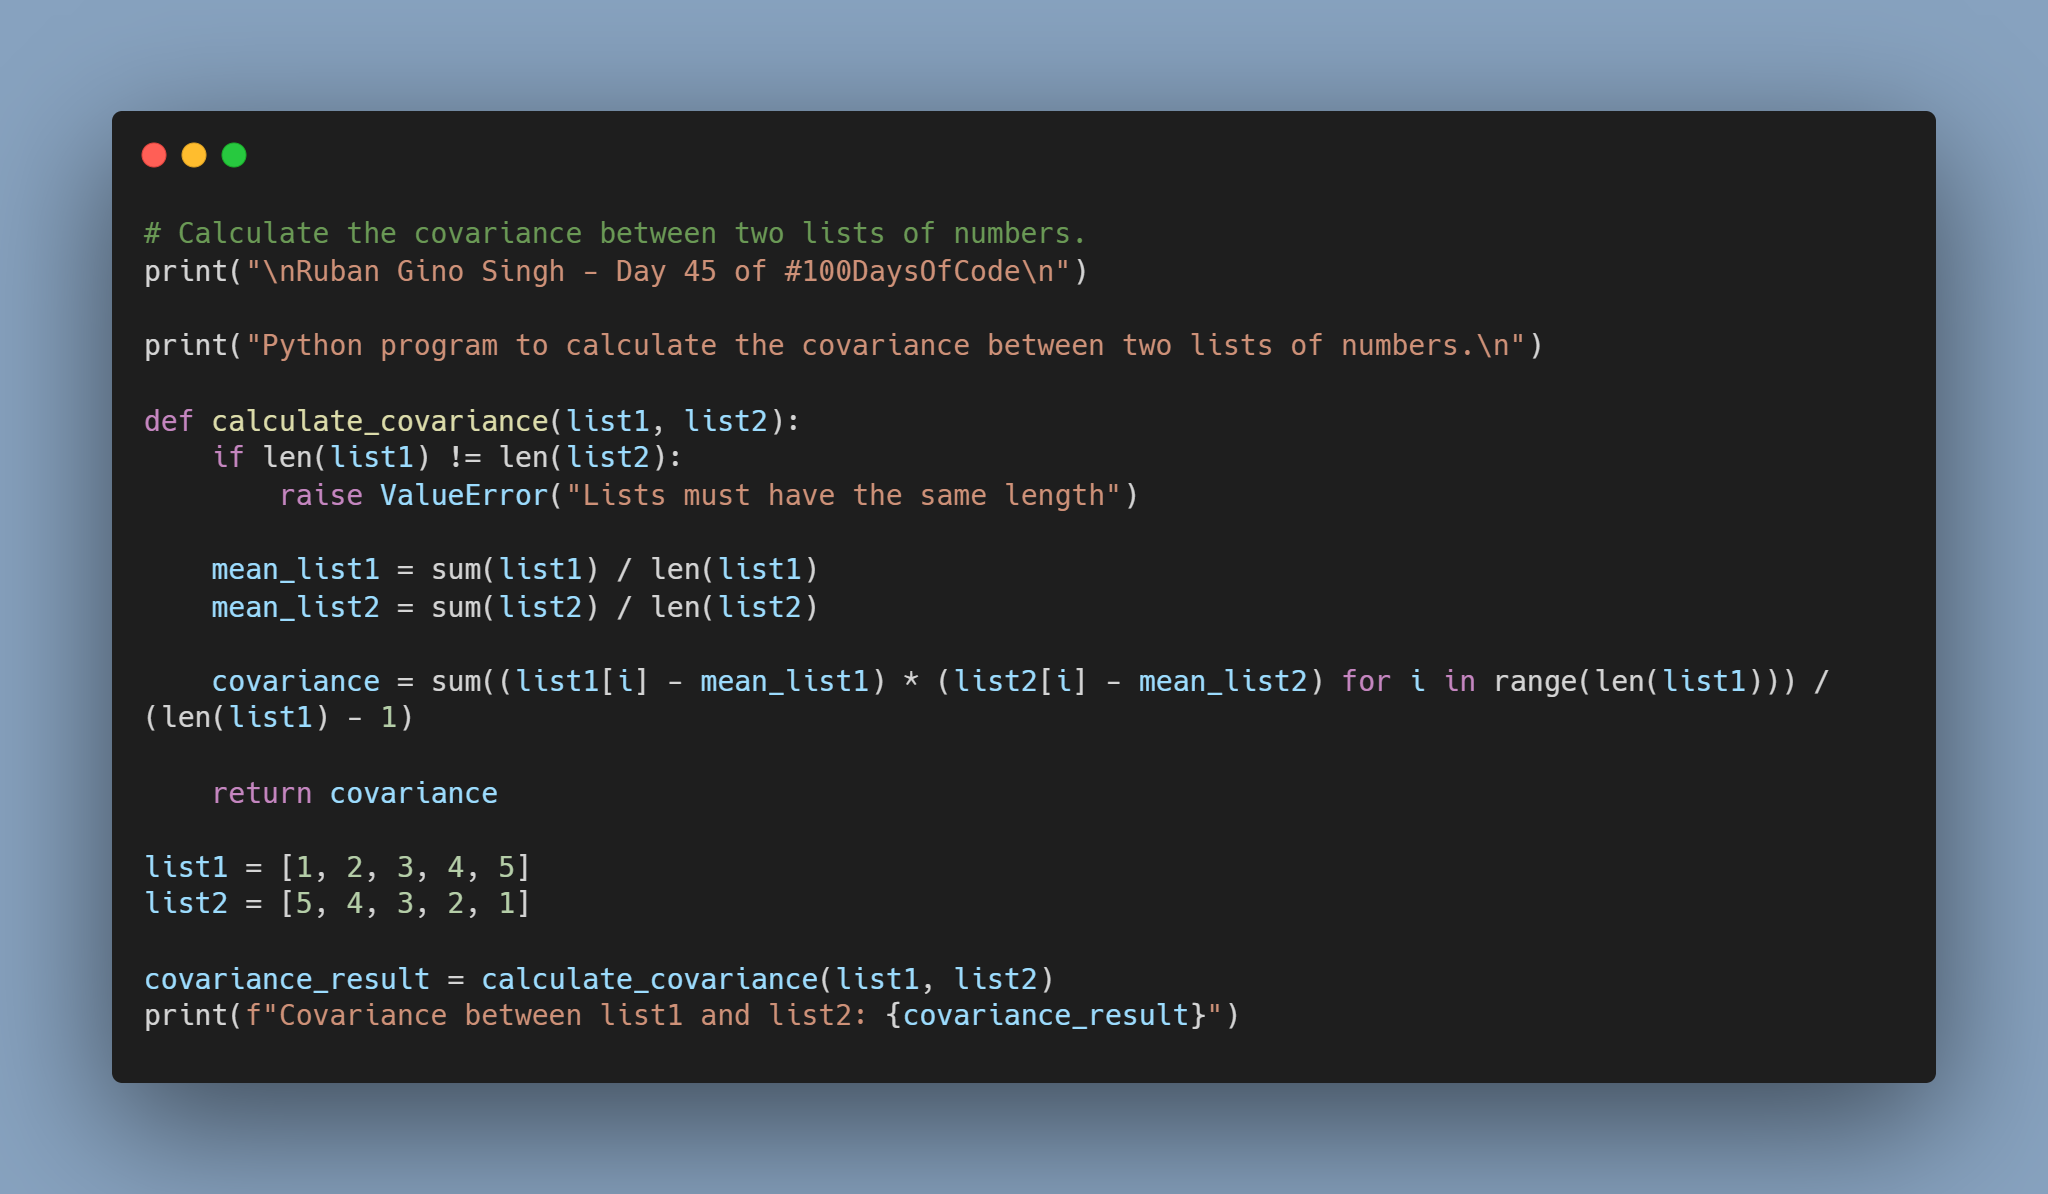 # Calculate the covariance between two lists of numbers.
print("\nRuban Gino Singh - Day 45 of #100DaysOfCode\n")
print("Python program to calculate the covariance between two lists of numbers.\n")
def calculate_covariance(list1, list2):
    if len(list1) != len(list2):
        raise ValueError("Lists must have the same length")
    mean_list1 = sum(list1) / len(list1)
    mean_list2 = sum(list2) / len(list2)
    covariance = sum((list1[i] - mean_list1) * (list2[i] - mean_list2) for i in range(len(list1))) /
(len(list1) - 1)
    return covariance
list1 = [1, 2, 3, 4, 5]
list2 = [5, 4, 3, 2, 1]
covariance_result = calculate_covariance(list1, list2)
print(f"Covariance between list1 and list2: {covariance_result}")